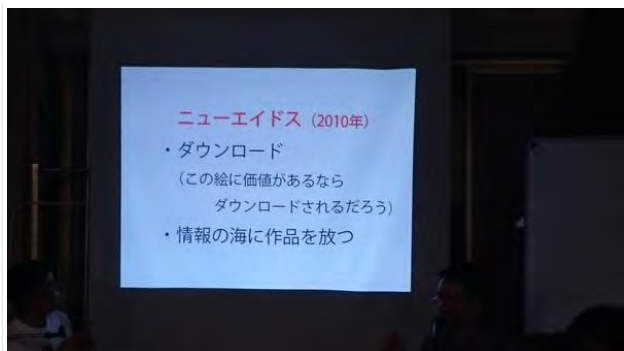 ニューエイドス（2010年）
・ダウンロード
（この絵に価値があるなら
ダウンロードされるだろう）
・情報の海に作品を放つ